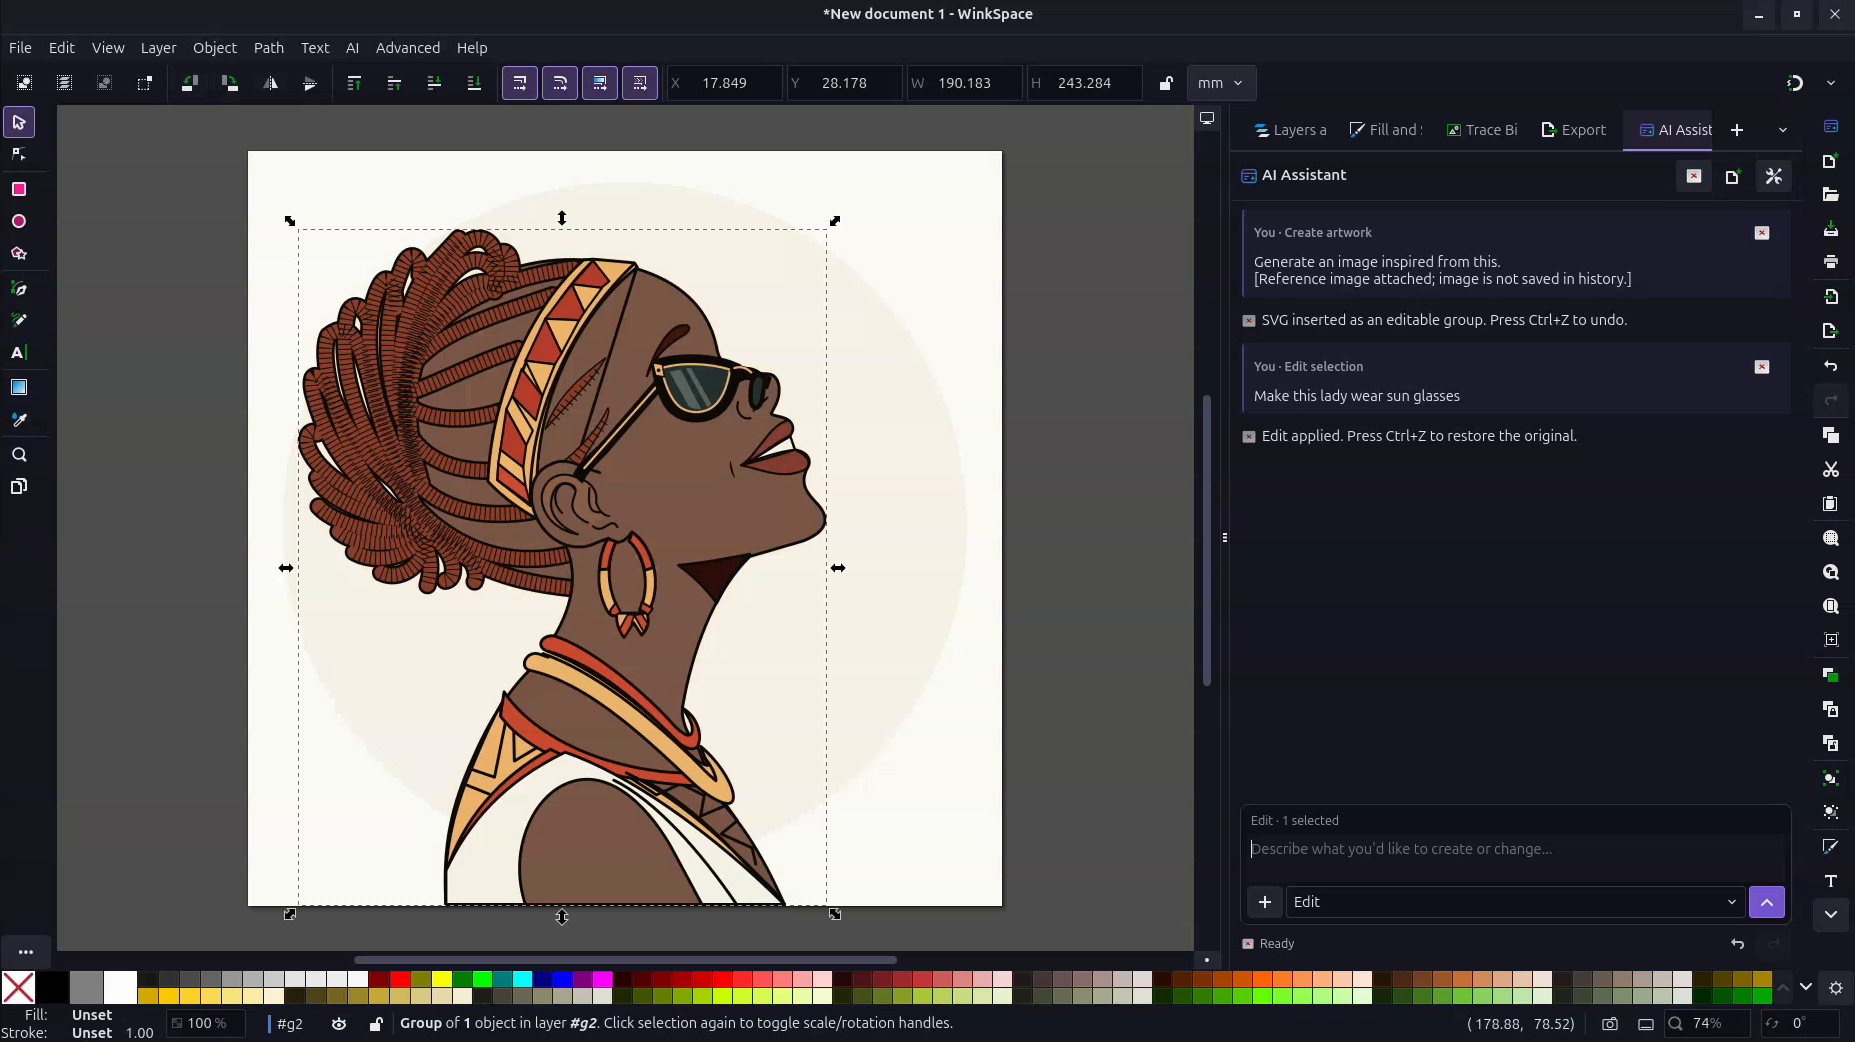 *New document 1 - WinkSpace
File Edit View Layer Object Path Text AI Advanced Help
X 17.849 Y 28.178 W 190.183 H 243.284 mm
Layers a Fill and Trace Bi Export AI Assist
AI Assistant
You · Create artwork
Generate an image inspired from this.
[Reference image attached; image is not saved in history.]
SVG inserted as an editable group. Press Ctrl+Z to undo.
You · Edit selection
Make this lady wear sun glasses
Edit applied. Press Ctrl+Z to restore the original.
Edit · 1 selected
Describe what you'd like to create or change...
Edit
Ready
Fill: Unset
Stroke: Unset 1.00
100 %
#g2
Group of 1 object in layer #g2. Click selection again to toggle scale/rotation handles.
( 178.88, 78.52)
74%
0°